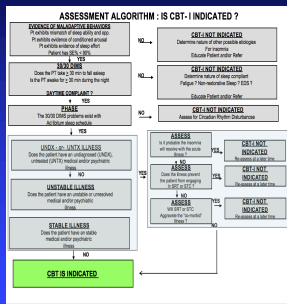 ASSESSMENT ALGORITHM : IS CBT- I INDICATED ?
EVIDENCE OF MALADAPTIVE BEHAVIORS
Pt exhibits mismatch of sleep ability and opp.
Pt exhibits evidence of conditioned arousal
Pt exhibits evidence of sleep effort
Patient has SE% < 85%
NO
CBT-I NOT INDICATED
Determine nature of other possible etiologies
For Insomnia
Educate Patient and/or Refer
YES
30/30 DIMS
Does the PT take > 30 min to fall asleep
Is the PT awake for > 30 min during the night
DAYTIME COMPLAINT ?
NO
CBT-I NOT INDICATED
Determine nature of sleep complaint
Fatigue ? Non-restorative Sleep ? EDS ?
Educate Patient and/or Refer
YES
PHASE
The 30/30 DIMS problems exist with
Ad libitum sleep schedule
NO
CBT-I NOT INDICATED
Assess for Circadian Rhythm Disturbances
YES
UNDX - or- UNTX ILLNESS
Does the patient have an undiagnosed (UNDX),
untreated (UNTX) medical and/or psychiatric
illness
NO
UNSTABLE ILLNESS
Does the patient have an unstable or unresolved
medical and/or psychiatric
illness
NO
STABLE ILLNESS
Does the patient have an stable
medical and/or psychiatric
illness
NO
YES
ASSESS
Is it probable the insomnia
will resolve with the acute
illness ?
YES
CBT-I NOT
INDICATED
Re-assess at a later time
NO
ASSESS
Does the illness prevent
the patient from engaging
In SRT or STC ?
YES
CBT-I NOT
INDICATED
Re-assess at a later time
NO
ASSESS
Will SRT or STC
Aggravate the "co-morbid"
illness ?
YES
CBT-I NOT
INDICATED
Re-assess at a later time
NO
CBT IS INDICATED